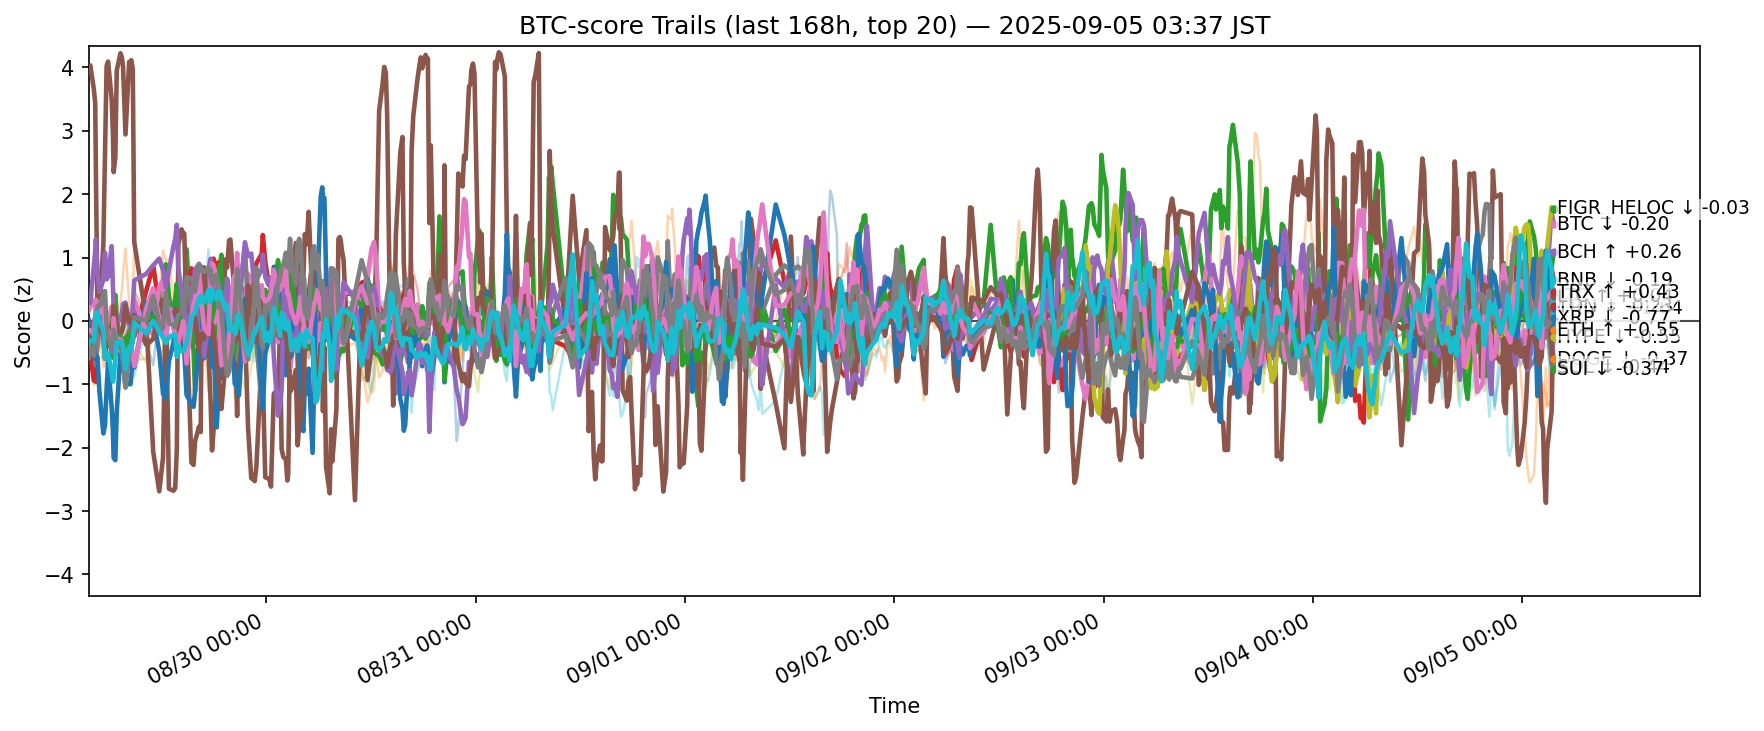 BTC-score Trails (last 168h, top 20) — 2025-09-05 03:37 JST
Score (z)
4
3
2
1
0
−1
−2
−3
−4
FIGR_HELOC ↓ -0.03
BTC ↓ -0.20
BCH ↑ +0.26
BNB ↓ -0.19
TRX ↑ +0.43
XRP ↓ -0.77
ETH ↑ +0.55
HYPE ↓ -0.53
DOGE ↓ -0.37
SUI ↓ -0.37
08/30 00:00
08/31 00:00
09/01 00:00
09/02 00:00
09/03 00:00
09/04 00:00
09/05 00:00
Time